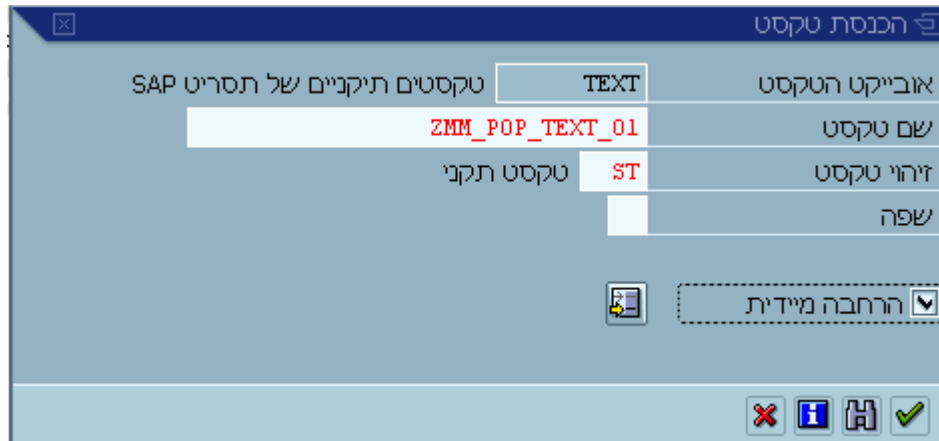 הכנסת טקסט
אובייקט הטקסט TEXT טקסטים תיקניים של תסריט SAP
שם טקסט ZMM_POP_TEXT_01
זיהוי טקסט ST טקסט תקני
שפה
הרחבה מיידית